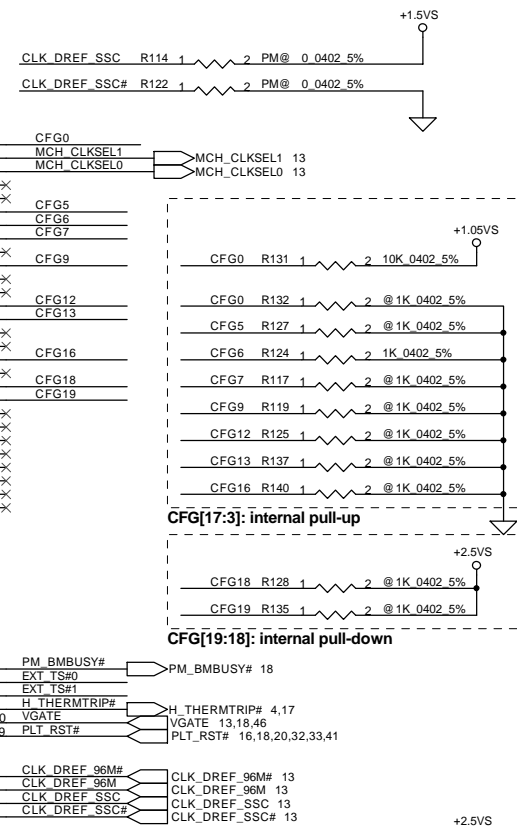 +1.5VS
CLK_DREF_SSC R114 1 2 PM@ 0_0402_5%
CLK_DREF_SSC# R122 1 2 PM@ 0_0402_5%
CFG0
MCH_CLKSEL1 MCH_CLKSEL1 13
MCH_CLKSEL0 MCH_CLKSEL0 13
CFG5
CFG6
CFG7
CFG9
CFG12
CFG13
CFG16
CFG18
CFG19
+1.05VS
CFG0 R131 1 2 10K_0402_5%
CFG0 R132 1 2 @1K_0402_5%
CFG5 R127 1 2 @1K_0402_5%
CFG6 R124 1 2 1K_0402_5%
CFG7 R117 1 2 @1K_0402_5%
CFG9 R119 1 2 @1K_0402_5%
CFG12 R125 1 2 @1K_0402_5%
CFG13 R137 1 2 @1K_0402_5%
CFG16 R140 1 2 @1K_0402_5%
CFG[17:3]: internal pull-up
+2.5VS
CFG18 R128 1 2 @1K_0402_5%
CFG19 R135 1 2 @1K_0402_5%
CFG[19:18]: internal pull-down
PM_BMBUSY# PM_BMBUSY# 18
EXT_TS#0
EXT_TS#1
H_THERMTRIP# H_THERMTRIP# 4,17
0 VGATE VGATE 13,18,46
9 PLT_RST# PLT_RST# 16,18,20,32,33,41
CLK_DREF_96M# CLK_DREF_96M# 13
CLK_DREF_96M CLK_DREF_96M 13
CLK_DREF_SSC CLK_DREF_SSC 13
CLK_DREF_SSC# CLK_DREF_SSC# 13
+2.5VS